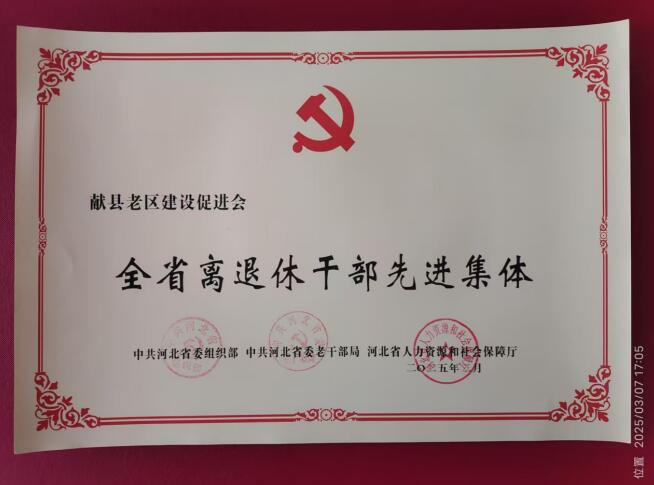 献县老区建设促进会
全省离退休干部先进集体
中共河北省委组织部 中共河北省委老干部局 河北省人力资源和社会保障厅
二〇二五年 月
位置 2025/03/07 17:05